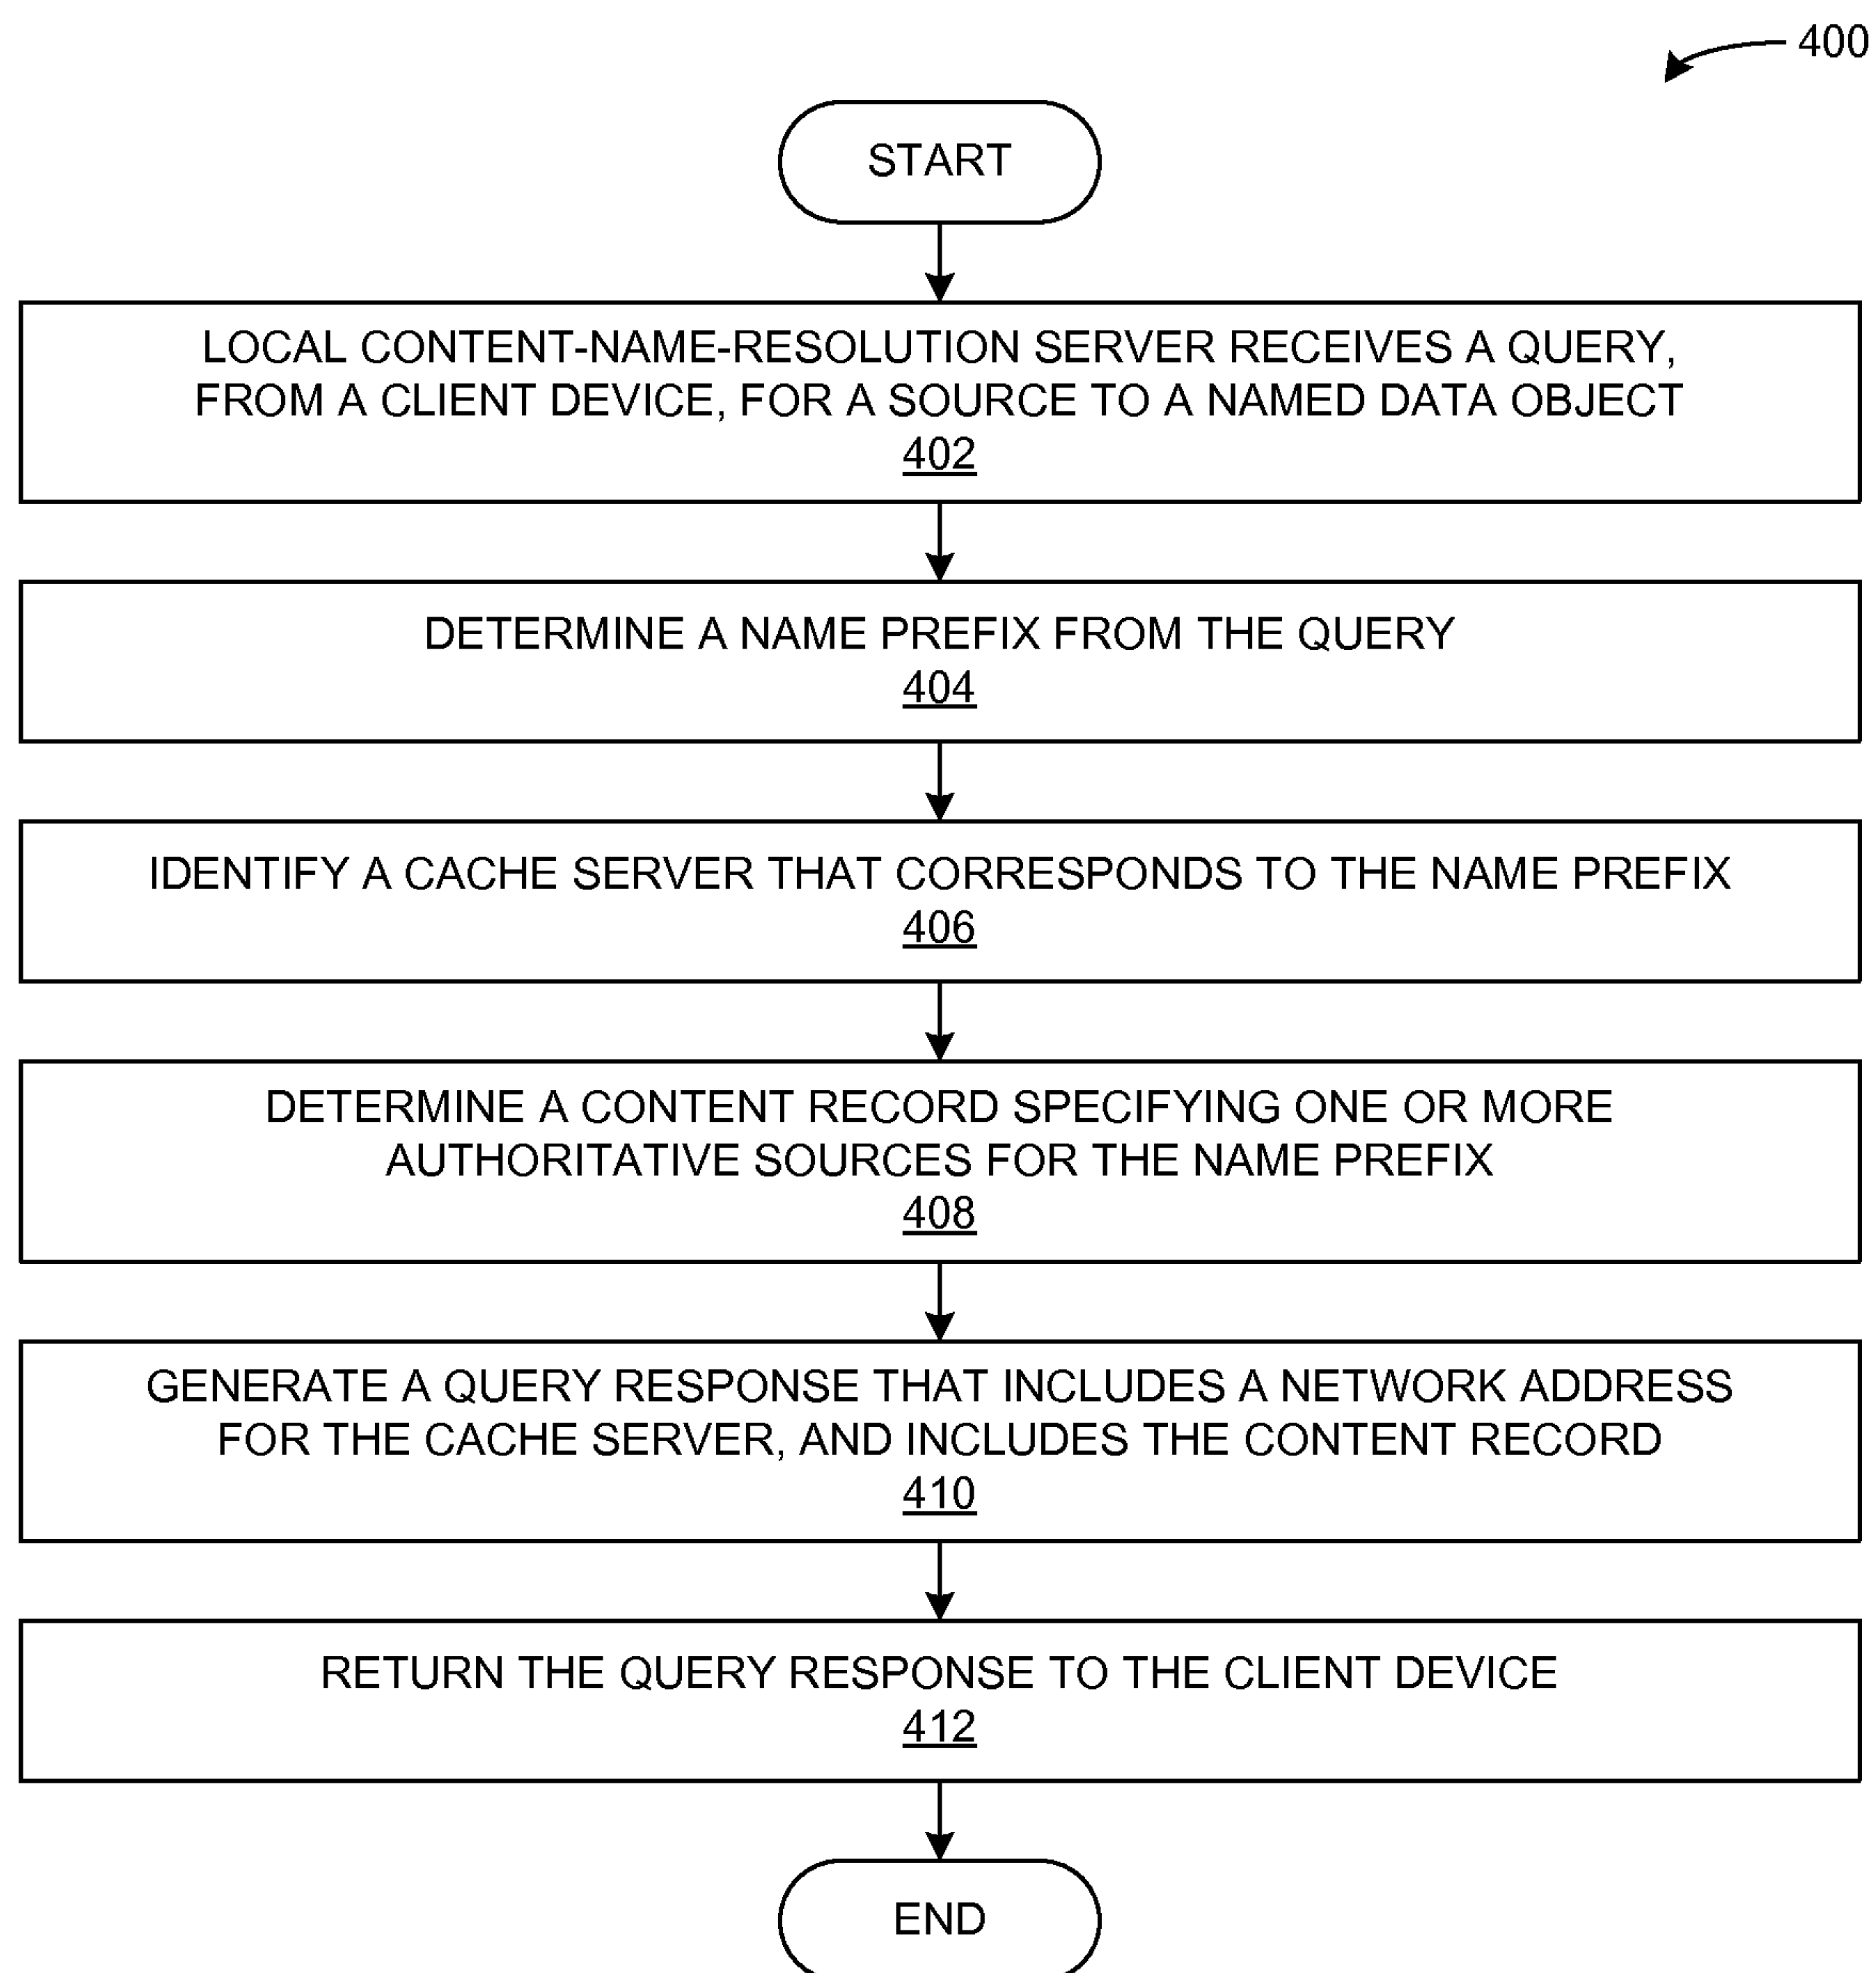 400
START
LOCAL CONTENT-NAME-RESOLUTION SERVER RECEIVES A QUERY,
FROM A CLIENT DEVICE, FOR A SOURCE TO A NAMED DATA OBJECT
402
DETERMINE A NAME PREFIX FROM THE QUERY
404
IDENTIFY A CACHE SERVER THAT CORRESPONDS TO THE NAME PREFIX
406
DETERMINE A CONTENT RECORD SPECIFYING ONE OR MORE
AUTHORITATIVE SOURCES FOR THE NAME PREFIX
408
GENERATE A QUERY RESPONSE THAT INCLUDES A NETWORK ADDRESS
FOR THE CACHE SERVER, AND INCLUDES THE CONTENT RECORD
410
RETURN THE QUERY RESPONSE TO THE CLIENT DEVICE
412
END